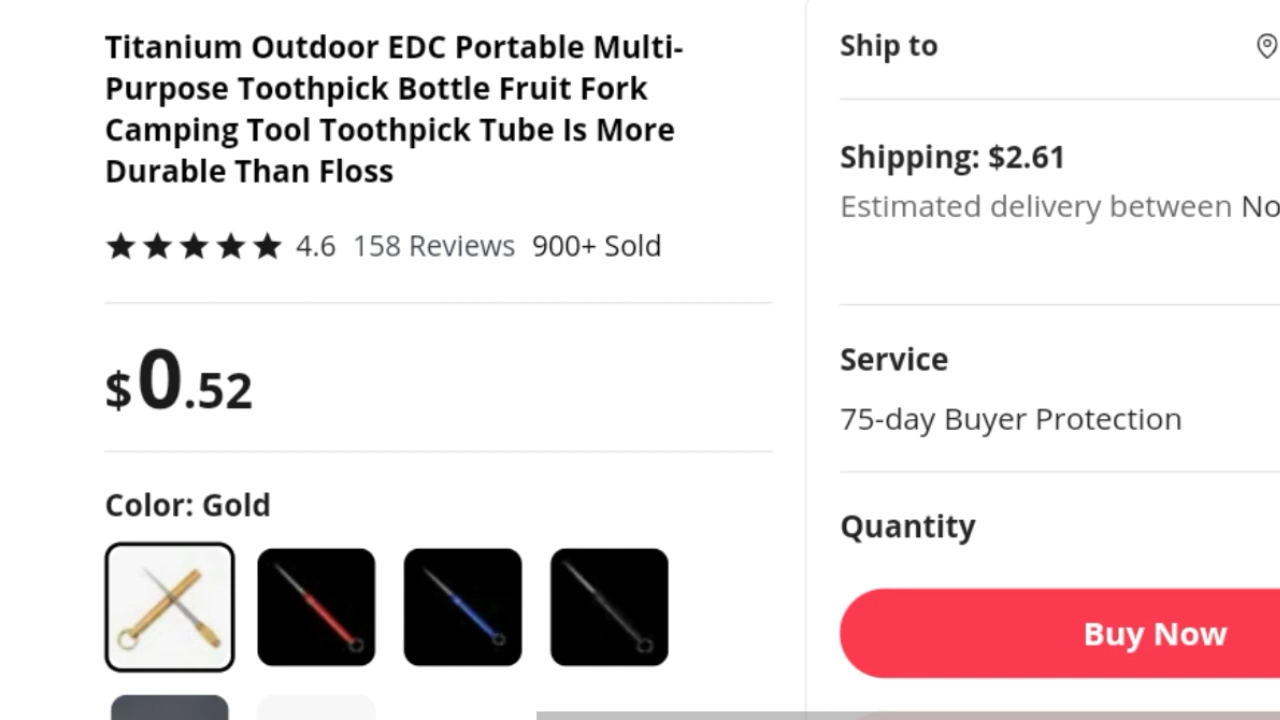 Titanium Outdoor EDC Portable Multi-
Purpose Toothpick Bottle Fruit Fork
Camping Tool Toothpick Tube Is More
Durable Than Floss
4.6 158 Reviews 900+ Sold
$0.52
Color: Gold
Ship to
Shipping: $2.61
Estimated delivery between No
Service
75-day Buyer Protection
Quantity
Buy Now